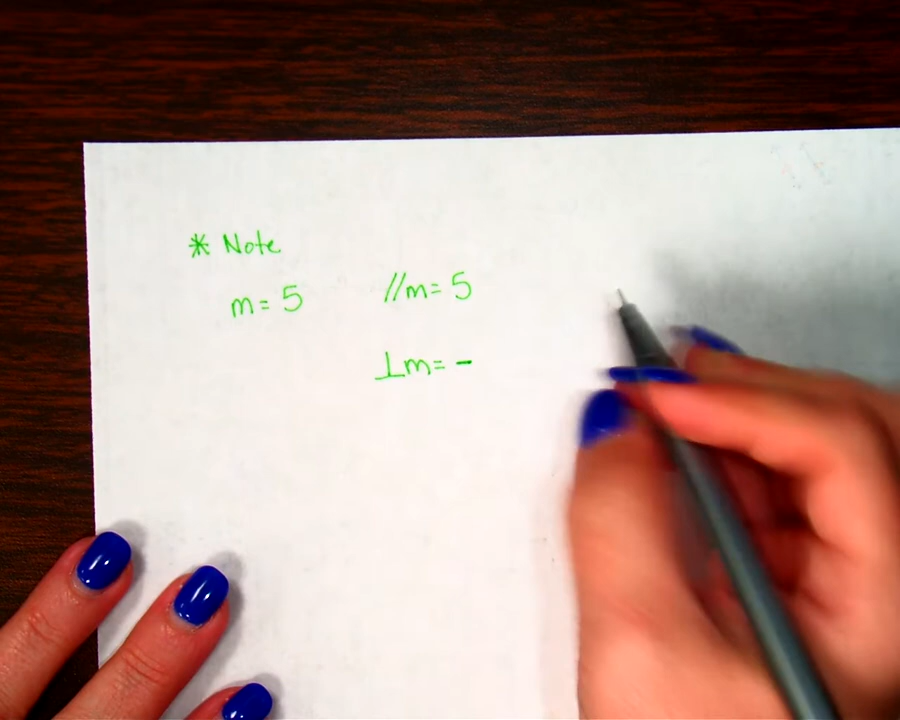 * Note
m = 5 //m = 5
⊥m = -